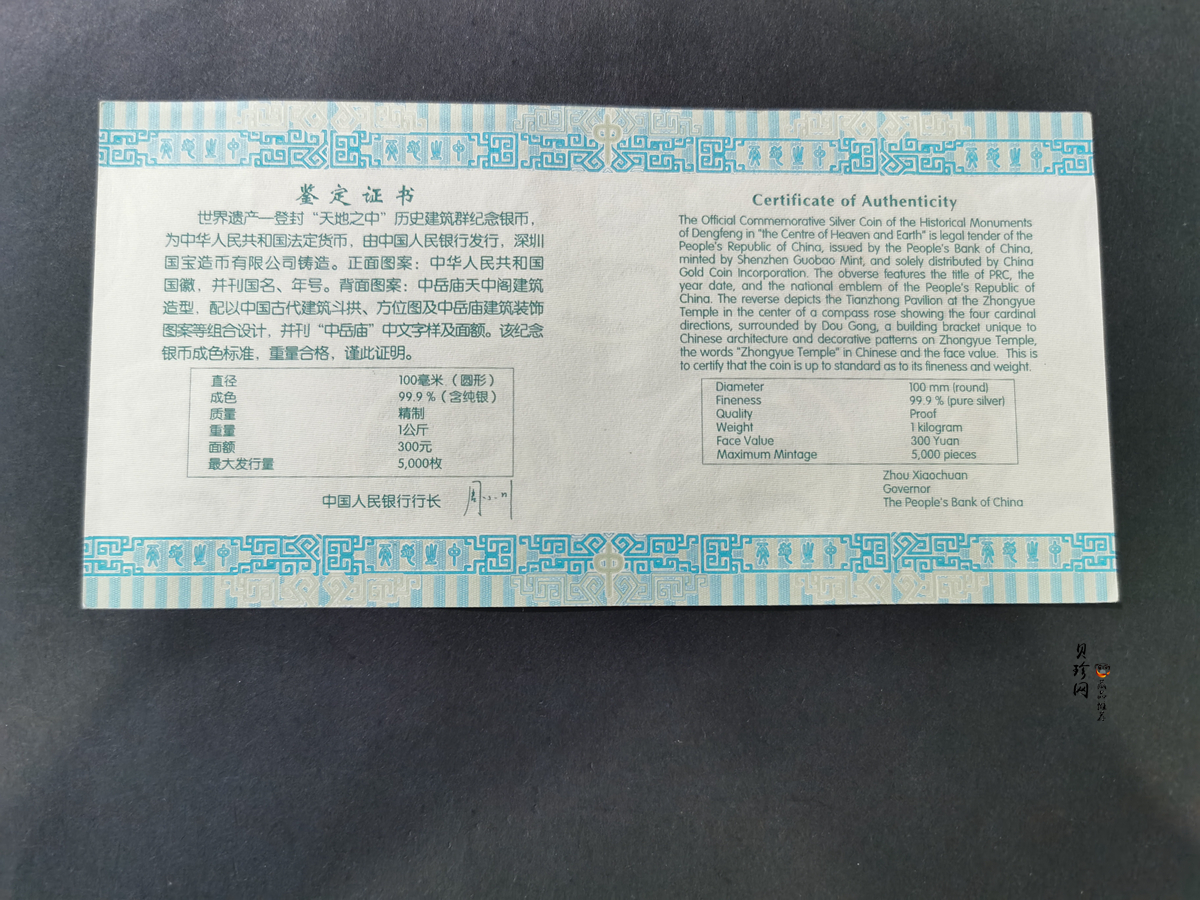 鉴定证书
世界遗产—登封“天地之中”历史建筑群纪念银币，
为中华人民共和国法定货币，由中国人民银行发行，深圳
国宝造币有限公司铸造。正面图案：中华人民共和国
国徽，并刊国名、年号。背面图案：中岳庙天中阁建筑
造型，配以中国古代建筑斗拱、方位图及中岳庙建筑装饰
图案等组合设计，并刊“中岳庙”中文字样及面额。该纪念
银币成色标准，重量合格，谨此证明。
直径 100毫米（圆形）
成色 99.9％（含纯银）
质量 精制
重量 1公斤
面额 300元
最大发行量 5,000枚
中国人民银行行长
Certificate of Authenticity
The Official Commemorative Silver Coin of the Historical Monuments
of Dengfeng in "the Centre of Heaven and Earth" is legal tender of the
People's Republic of China, issued by the People's Bank of China,
minted by Shenzhen Guobao Mint, and solely distributed by China
Gold Coin Incorporation. The obverse features the title of PRC, the
year date, and the national emblem of the People's Republic of
China. The reverse depicts the Tianzhong Pavilion at the Zhongyue
Temple in the center of a compass rose showing the four cardinal
directions, surrounded by Dou Gong, a building bracket unique to
Chinese architecture and decorative patterns on Zhongyue Temple,
the words "Zhongyue Temple" in Chinese and the face value. This is
to certify that the coin is up to standard as to its fineness and weight.
Diameter 100 mm (round)
Fineness 99.9 % (pure silver)
Quality Proof
Weight 1 kilogram
Face Value 300 Yuan
Maximum Mintage 5,000 pieces
Zhou Xiaochuan
Governor
The People's Bank of China
贝珍网